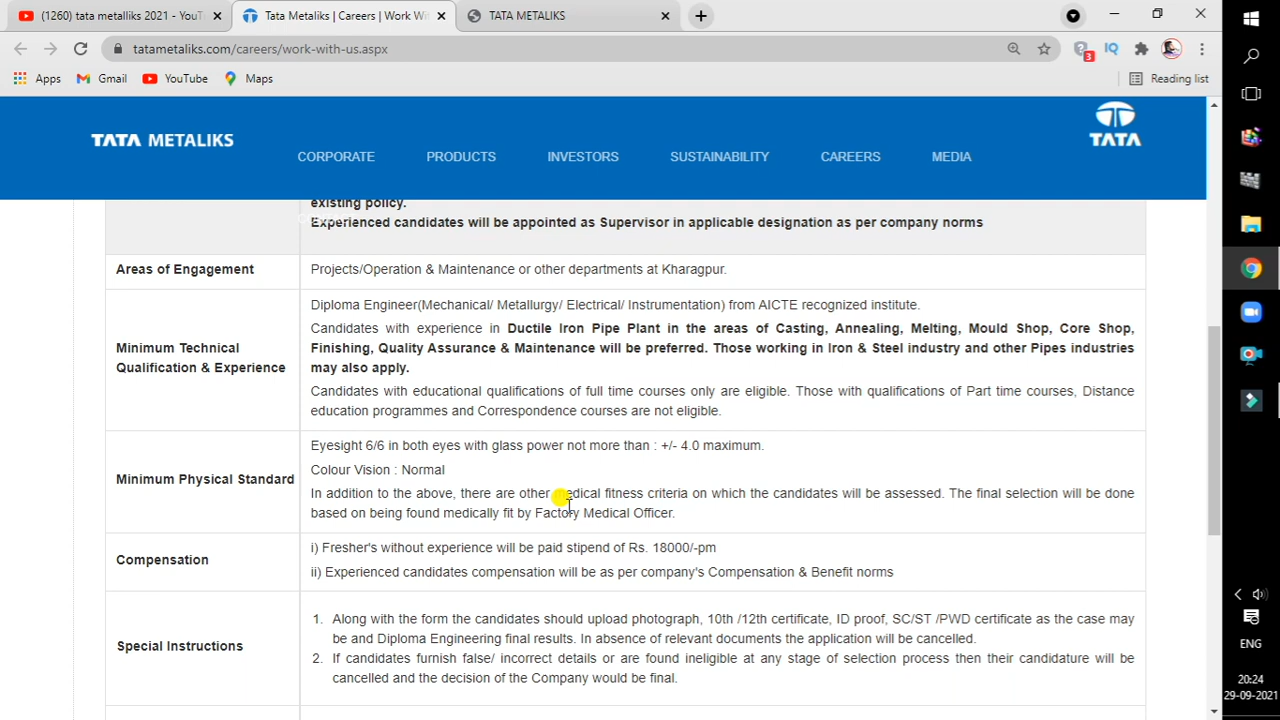 (1260) tata metalliks 2021 - YouT
Tata Metaliks | Careers | Work Wi
TATA METALIKS
tatametaliks.com/careers/work-with-us.aspx
3
IQ
Apps
Gmail
YouTube
Maps
Reading list
TATA METALIKS
TATA
CORPORATE
PRODUCTS
INVESTORS
SUSTAINABILITY
CAREERS
MEDIA
existing policy.
Experienced candidates will be appointed as Supervisor in applicable designation as per company norms
Areas of Engagement
Projects/Operation & Maintenance or other departments at Kharagpur.
Minimum Technical
Qualification & Experience
Diploma Engineer(Mechanical/ Metallurgy/ Electrical/ Instrumentation) from AICTE recognized institute.
Candidates with experience in Ductile Iron Pipe Plant in the areas of Casting, Annealing, Melting, Mould Shop, Core Shop,
Finishing, Quality Assurance & Maintenance will be preferred. Those working in Iron & Steel industry and other Pipes industries
may also apply.
Candidates with educational qualifications of full time courses only are eligible. Those with qualifications of Part time courses, Distance
education programmes and Correspondence courses are not eligible.
Minimum Physical Standard
Eyesight 6/6 in both eyes with glass power not more than : +/- 4.0 maximum.
Colour Vision : Normal
In addition to the above, there are other medical fitness criteria on which the candidates will be assessed. The final selection will be done
based on being found medically fit by Factory Medical Officer.
Compensation
i) Fresher's without experience will be paid stipend of Rs. 18000/-pm
ii) Experienced candidates compensation will be as per company's Compensation & Benefit norms
Special Instructions
1. Along with the form the candidates should upload photograph, 10th /12th certificate, ID proof, SC/ST /PWD certificate as the case may
be and Diploma Engineering final results. In absence of relevant documents the application will be cancelled.
2. If candidates furnish false/ incorrect details or are found ineligible at any stage of selection process then their candidature will be
cancelled and the decision of the Company would be final.
ENG
20:24
29-09-2021